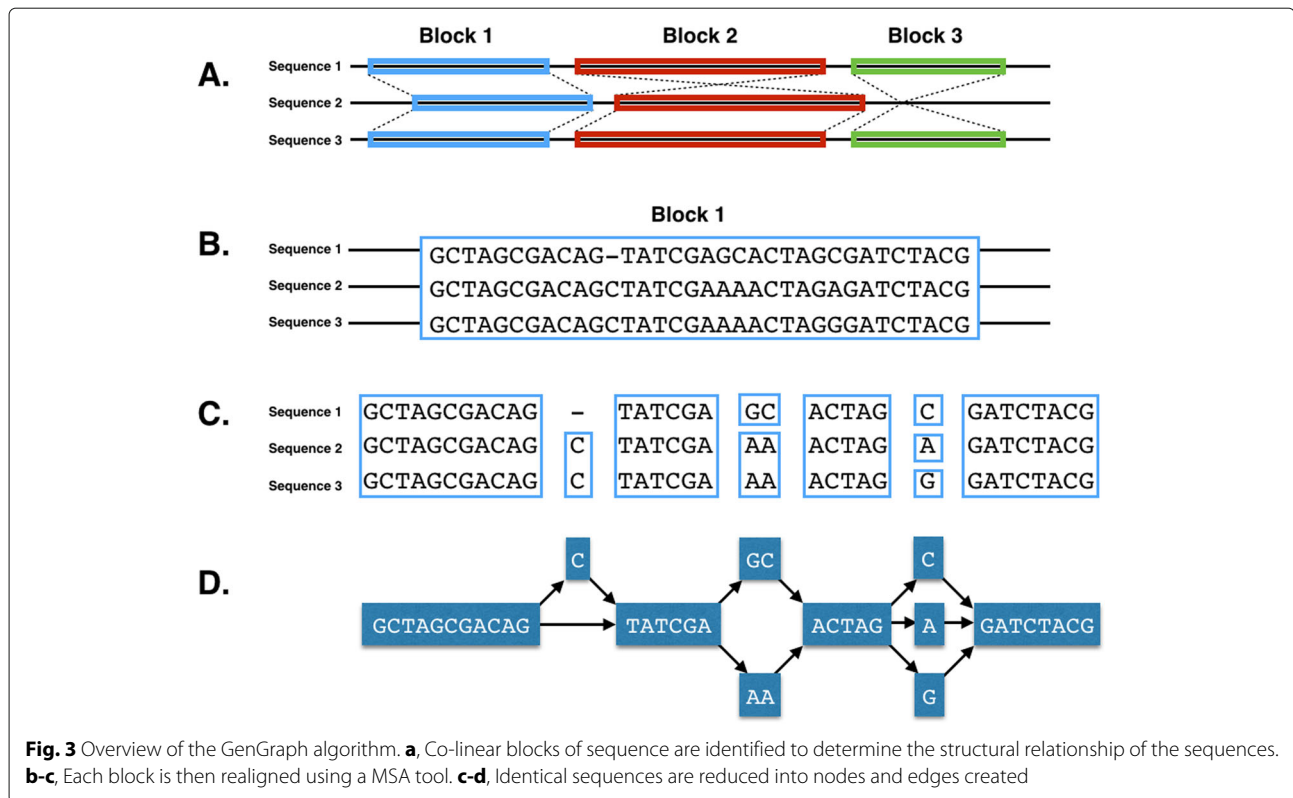 Block 1 Block 2 Block 3
A.
Sequence 1
Sequence 2
Sequence 3
Block 1
B.
Sequence 1 GCTAGCGACAG-TATCGAGCACTAGCGATCTACG
Sequence 2 GCTAGCGACAGCTATCGAAAACTAGAGATCTACG
Sequence 3 GCTAGCGACAGCTATCGAAAACTAGGGATCTACG
C.
Sequence 1 GCTAGCGACAG - TATCGA GC ACTAG C GATCTACG
Sequence 2 GCTAGCGACAG C TATCGA AA ACTAG A GATCTACG
Sequence 3 GCTAGCGACAG C TATCGA AA ACTAG G GATCTACG
D.
C GC C
GCTAGCGACAG TATCGA ACTAG A GATCTACG
AA G
Fig. 3 Overview of the GenGraph algorithm. a, Co-linear blocks of sequence are identified to determine the structural relationship of the sequences.
b-c, Each block is then realigned using a MSA tool. c-d, Identical sequences are reduced into nodes and edges created